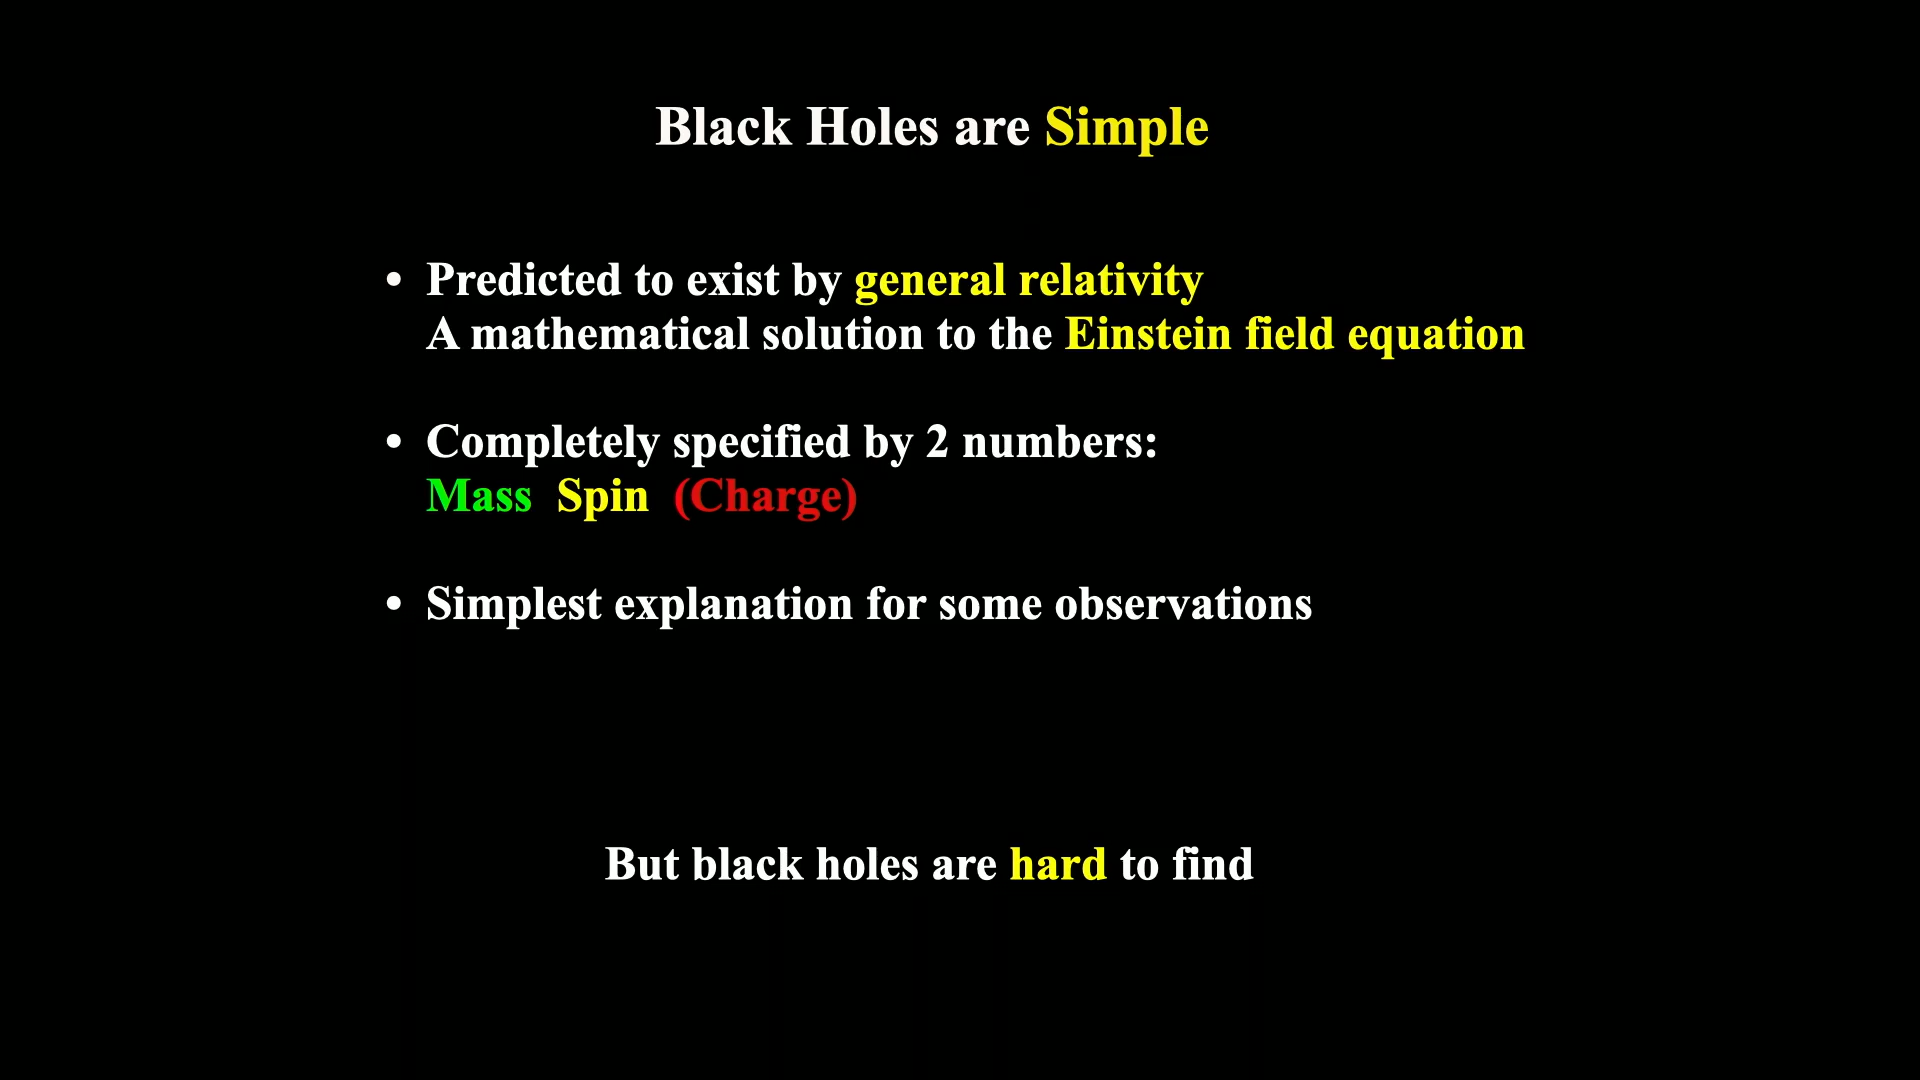 Black Holes are Simple
• Predicted to exist by general relativity
A mathematical solution to the Einstein field equation
• Completely specified by 2 numbers:
Mass Spin (Charge)
• Simplest explanation for some observations
But black holes are hard to find